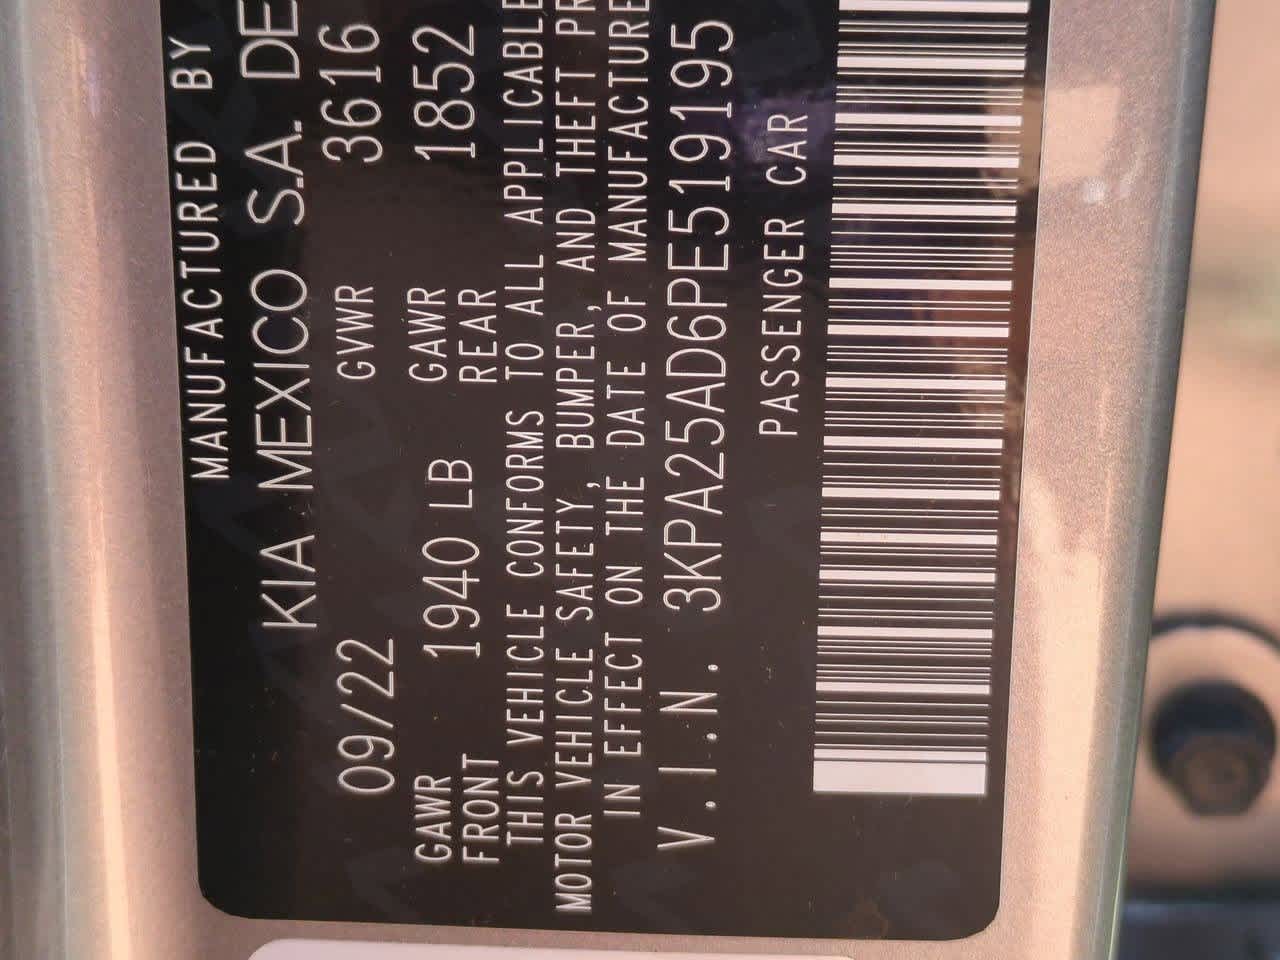 MANUFACTURED BY
KIA MEXICO S.A. DE
09/22 GVWR 3616
GAWR FRONT 1940 LB GAWR REAR 1852
THIS VEHICLE CONFORMS TO ALL APPLICABLE
MOTOR VEHICLE SAFETY, BUMPER, AND THEFT PR
IN EFFECT ON THE DATE OF MANUFACTURE
V.I.N. 3KPA25AD6PE519195
PASSENGER CAR